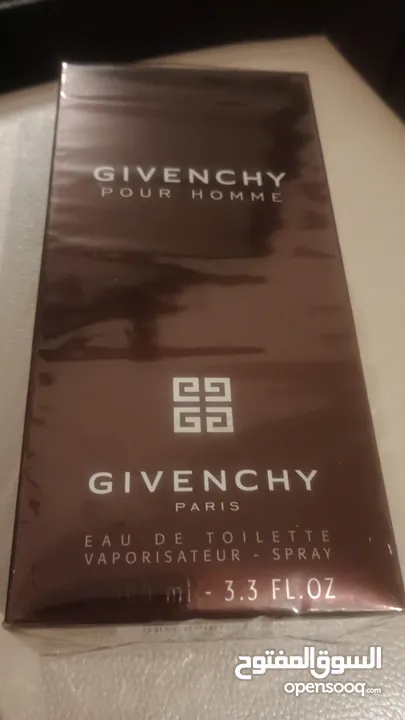 GIVENCHY
POUR HOMME
GIVENCHY
PARIS
EAU DE TOILETTE
VAPORISATEUR - SPRAY
ml - 3.3 FL.OZ
السوق المفتوح
opensooq.com